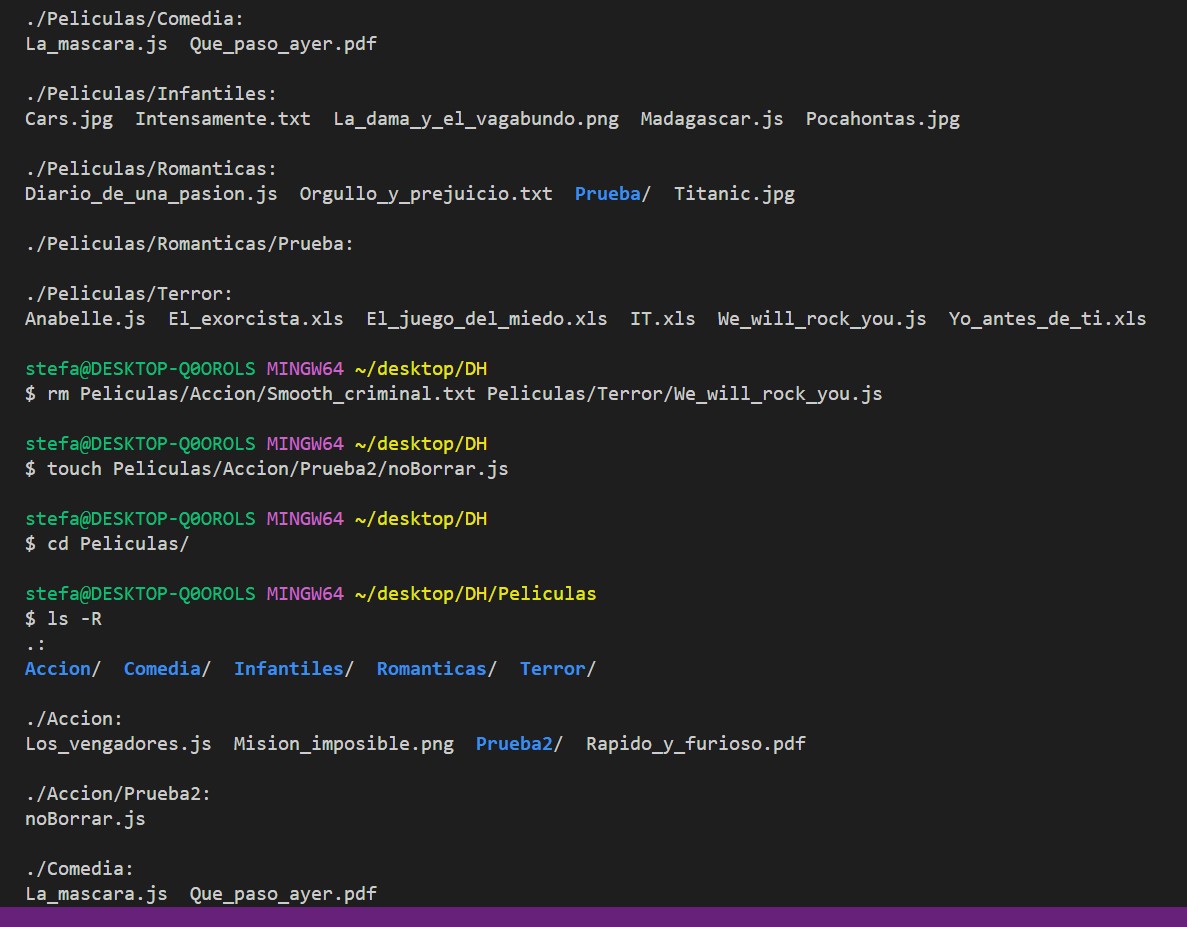 ./Peliculas/Comedia:
La_mascara.js  Que_paso_ayer.pdf
./Peliculas/Infantiles:
Cars.jpg  Intensamente.txt  La_dama_y_el_vagabundo.png  Madagascar.js  Pocahontas.jpg
./Peliculas/Romanticas:
Diario_de_una_pasion.js  Orgullo_y_prejuicio.txt  Prueba/  Titanic.jpg
./Peliculas/Romanticas/Prueba:
./Peliculas/Terror:
Anabelle.js  El_exorcista.xls  El_juego_del_miedo.xls  IT.xls  We_will_rock_you.js  Yo_antes_de_ti.xls
stefa@DESKTOP-Q0OROLS MINGW64 ~/desktop/DH
$ rm Peliculas/Accion/Smooth_criminal.txt Peliculas/Terror/We_will_rock_you.js
stefa@DESKTOP-Q0OROLS MINGW64 ~/desktop/DH
$ touch Peliculas/Accion/Prueba2/noBorrar.js
stefa@DESKTOP-Q0OROLS MINGW64 ~/desktop/DH
$ cd Peliculas/
stefa@DESKTOP-Q0OROLS MINGW64 ~/desktop/DH/Peliculas
$ ls -R
.:
Accion/  Comedia/  Infantiles/  Romanticas/  Terror/
./Accion:
Los_vengadores.js  Mision_imposible.png  Prueba2/  Rapido_y_furioso.pdf
./Accion/Prueba2:
noBorrar.js
./Comedia:
La_mascara.js  Que_paso_ayer.pdf